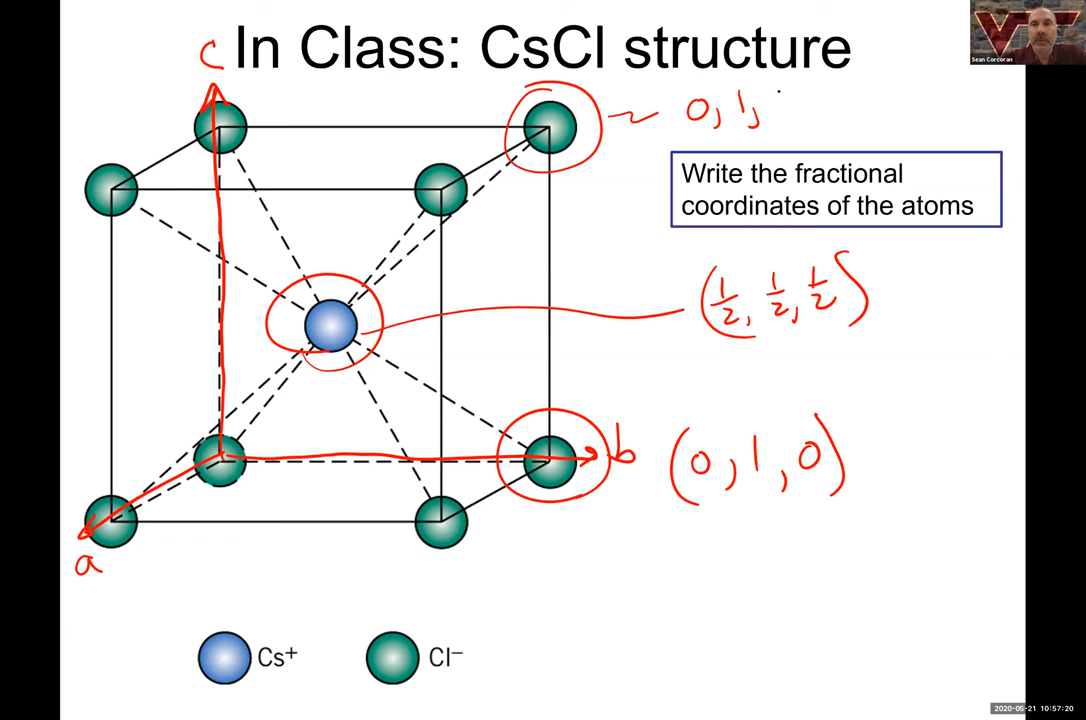 In Class: CsCl structure
c
0, 1,
Write the fractional
coordinates of the atoms
(1/2, 1/2, 1/2)
b
(0, 1, 0)
a
Cs+
Cl−
VT
Sean Corcoran
2020-05-21 10:57:20